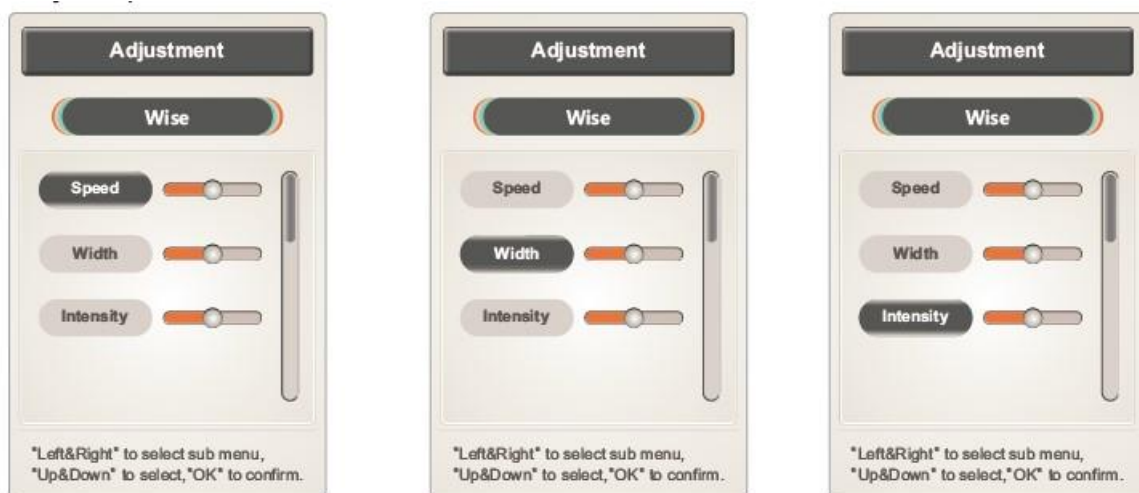 Adjustment
Wise
Speed
Width
Intensity
"Left&Right" to select sub menu,
"Up&Down" to select,"OK" to confirm.
Adjustment
Wise
Speed
Width
Intensity
"Left&Right" to select sub menu,
"Up&Down" to select,"OK" to confirm.
Adjustment
Wise
Speed
Width
Intensity
"Left&Right" to select sub menu,
"Up&Down" to select,"OK" to confirm.